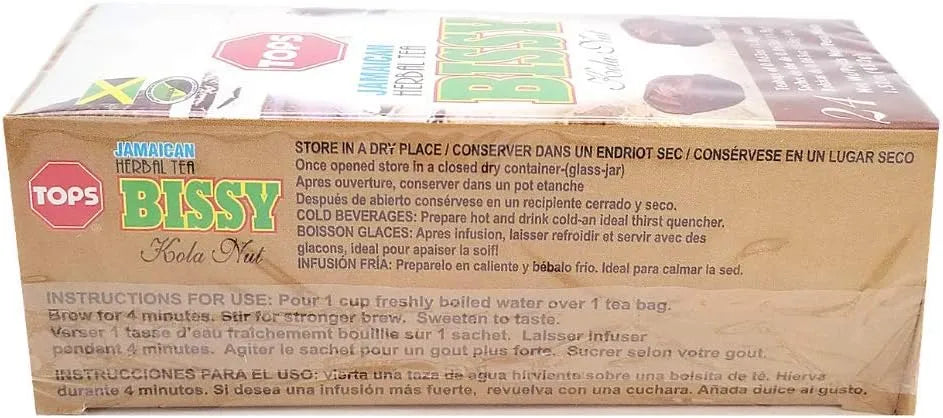 TOPS
JAMAICAN
HERBAL TEA
BISSY
Kola Nut
24
JAMAICAN
HERBAL TEA
TOPS
BISSY
Kola Nut
STORE IN A DRY PLACE / CONSERVER DANS UN ENDRIOT SEC / CONSÉRVESE EN UN LUGAR SECO
Once opened store in a closed dry container-(glass-jar)
Apres ouverture, conserver dans un pot etanche
Después de abierto consérvese en un recipiente cerrado y seco.
COLD BEVERAGES: Prepare hot and drink cold-an ideal thirst quencher.
BOISSON GLACES: Apres infusion, laisser refroidir et servir avec des
glacons, ideal pour apaiser la soif!
INFUSIÓN FRÍA: Preparelo en caliente y bébalo frio. Ideal para calmar la sed.
INSTRUCTIONS FOR USE: Pour 1 cup freshly boiled water over 1 tea bag.
Brew for 4 minutes. Stir for stronger brew. Sweeten to taste.
Verser 1 tasse d'eau fraîchememt bouillie sur 1 sachet. Laisser infuser
pendant 4 minutes. Agiter le sachet pour un gout plus forte. Sucrer selon votre gout.
INSTRUCCIONES PARA EL USO: vierta una taza de agua hirviente sobre una bolsita de té. Hierva
durante 4 minutos. Si desea una infusión más fuerte, revuelva con una cuchara. Añada dulce al gusto.